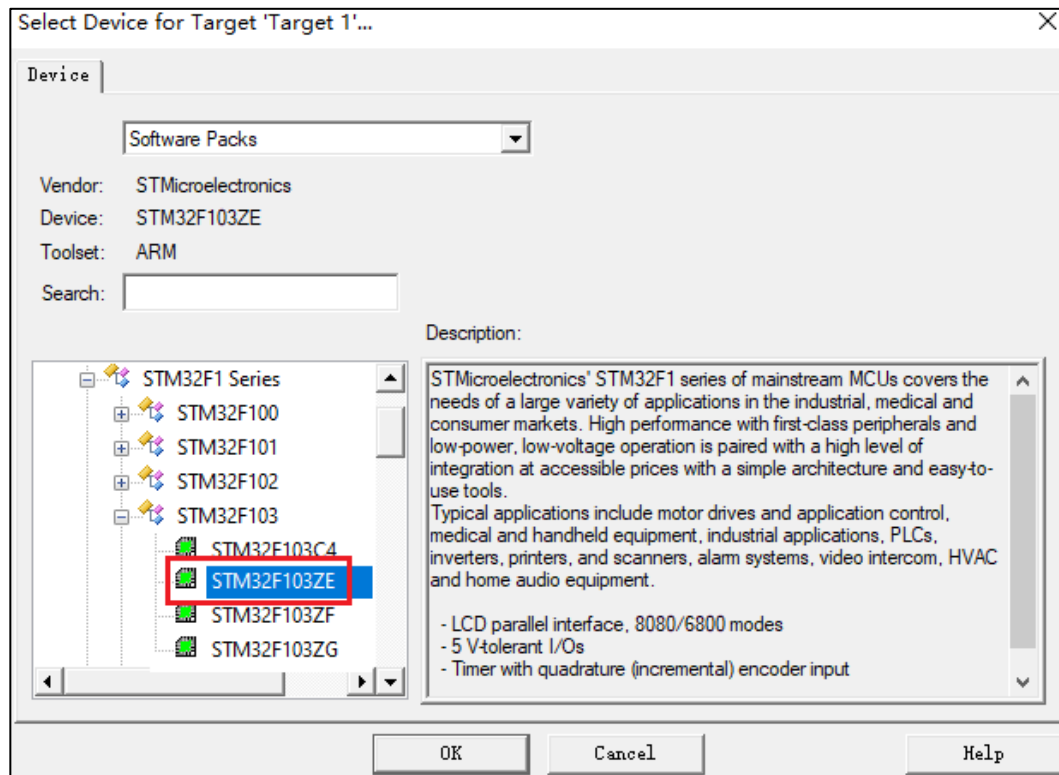 Select Device for Target 'Target 1'...
Device
Software Packs
Vendor: STMicroelectronics
Device: STM32F103ZE
Toolset: ARM
Search:
Description:
STM32F1 Series
STM32F100
STM32F101
STM32F102
STM32F103
STM32F103C4
STM32F103ZE
STM32F103ZF
STM32F103ZG
STMicroelectronics' STM32F1 series of mainstream MCUs covers the
needs of a large variety of applications in the industrial, medical and
consumer markets. High performance with first-class peripherals and
low-power, low-voltage operation is paired with a high level of
integration at accessible prices with a simple architecture and easy-to-
use tools.
Typical applications include motor drives and application control,
medical and handheld equipment, industrial applications, PLCs,
inverters, printers, and scanners, alarm systems, video intercom, HVAC
and home audio equipment.
- LCD parallel interface, 8080/6800 modes
- 5 V-tolerant I/Os
- Timer with quadrature (incremental) encoder input
OK
Cancel
Help